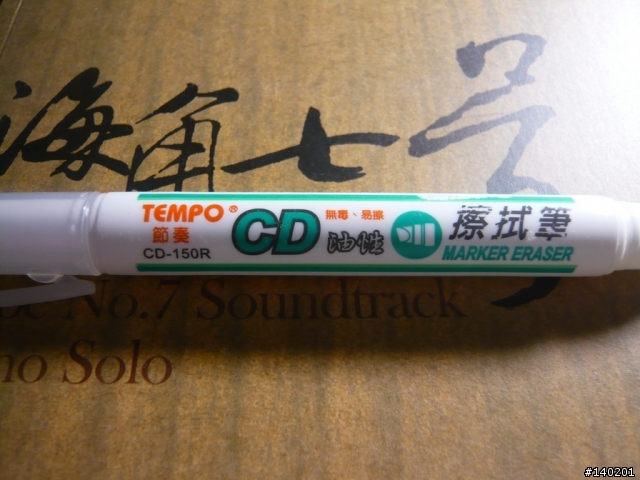 海角七号
TEMPO®
節奏
CD-150R
CD
無毒、易擦
油性
擦拭筆
MARKER ERASER
No.7 Soundtrack
Solo
#140201